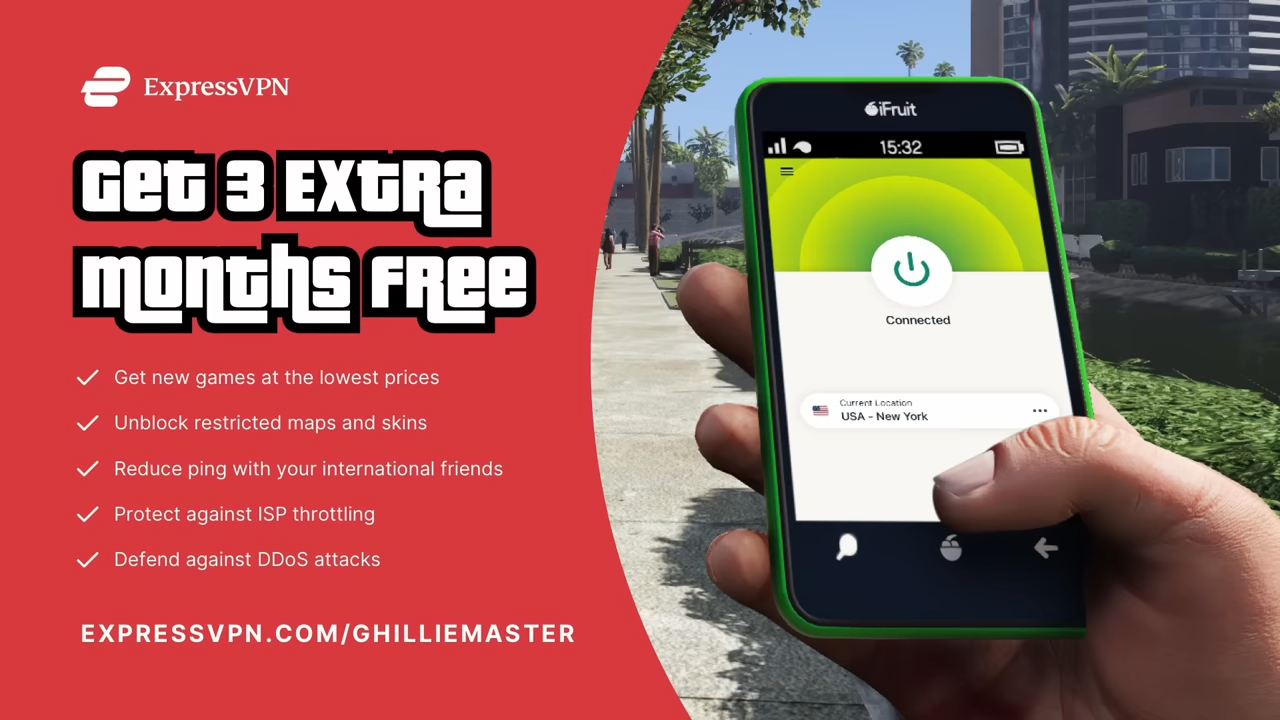 ExpressVPN
Get 3 Extra
months Free
Get new games at the lowest prices
Unblock restricted maps and skins
Reduce ping with your international friends
Protect against ISP throttling
Defend against DDoS attacks
EXPRESSVPN.COM/GHILLIEMASTER
iFruit
15:32
Connected
Current Location
USA - New York